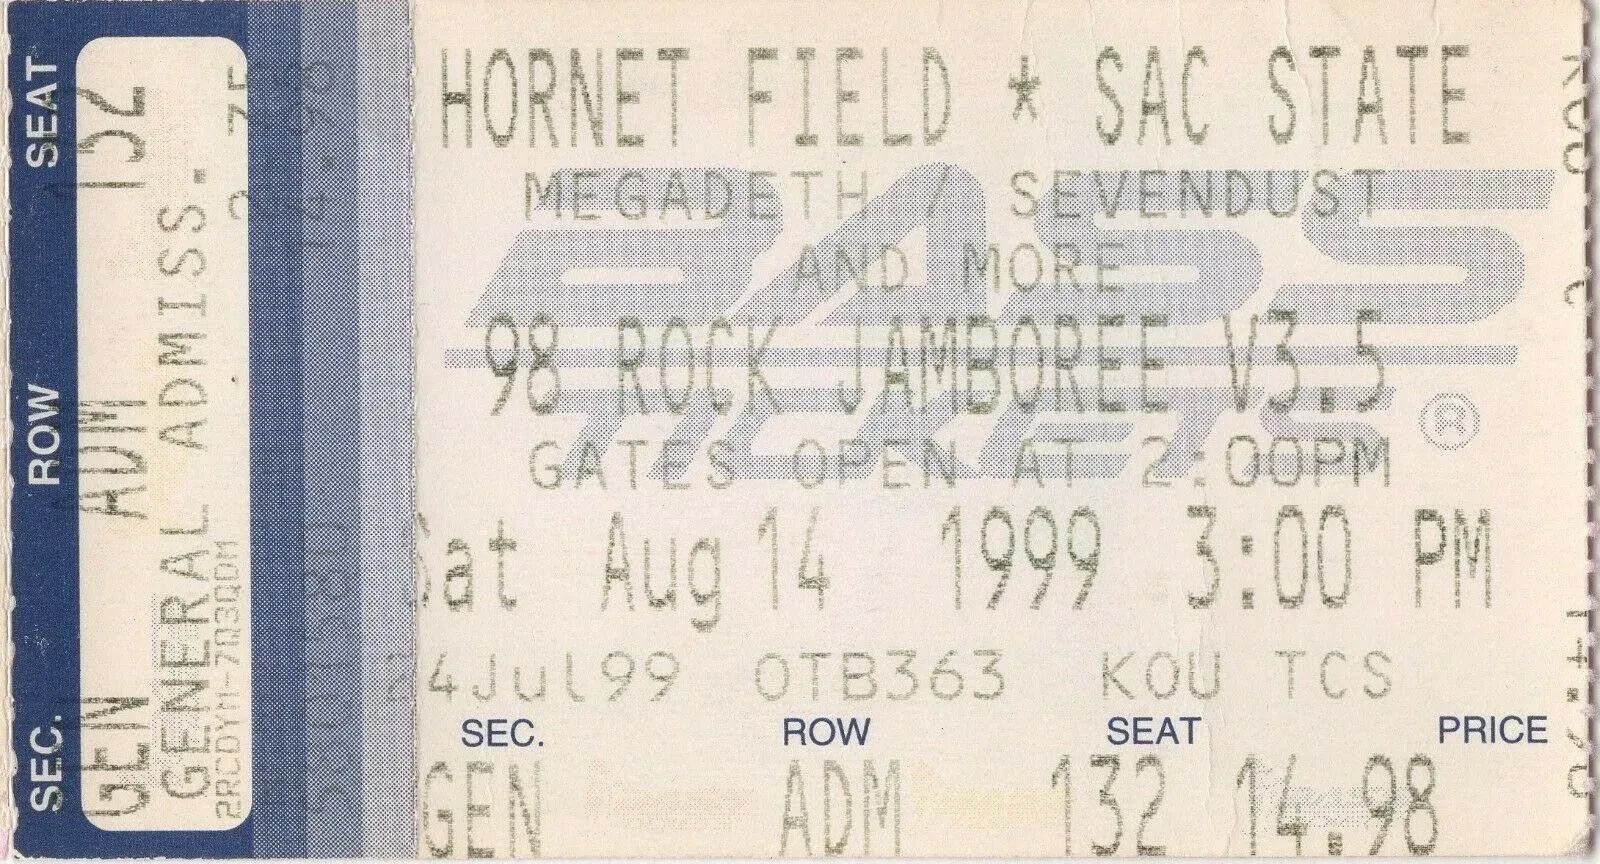 HORNET FIELD * SAC STATE
MEGADETH / SEVENDUST
AND MORE
98 ROCK JAMBOREE V3.5
GATES OPEN AT 2:00PM
Sat Aug 14 1999 3:00 PM
24Jul99 OTB363 KOU TCS
SEC. ROW SEAT PRICE
GEN ADM 132 14.98
BASS
TICKETS
®
SEC. ROW SEAT
GEN ADM 132
GENERAL ADMISS.